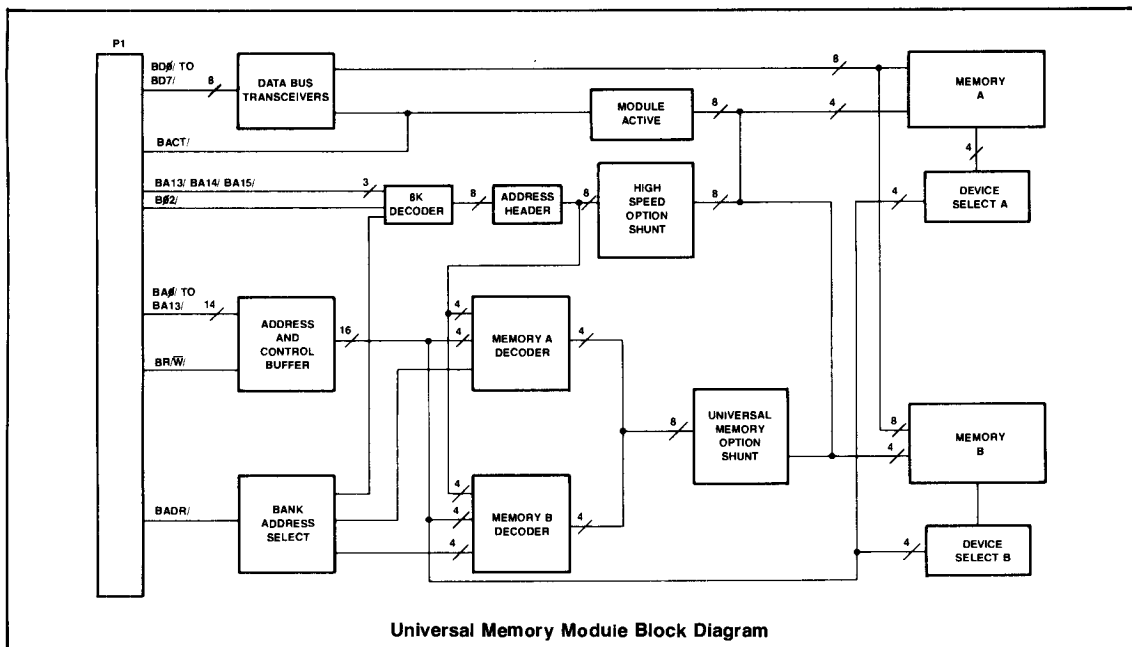 P1
BDØ/ TO
BD7/
8
DATA BUS
TRANSCEIVERS
8
MEMORY
A
MODULE
ACTIVE
8
4
BACT/
4
BA13/ BA14/ BA15/
3
BØ2/
8K
DECODER
8
ADDRESS
HEADER
8
HIGH
SPEED
OPTION
SHUNT
8
4
DEVICE
SELECT A
BAØ/ TO
BA13/
14
ADDRESS
AND
CONTROL
BUFFER
16
BR/W̅/
4
4
MEMORY A
DECODER
4
8
UNIVERSAL
MEMORY
OPTION
SHUNT
8
4
MEMORY
B
BADR/
BANK
ADDRESS
SELECT
4
4
4
MEMORY B
DECODER
4
4
DEVICE
SELECT B
Universal Memory Module Block Diagram